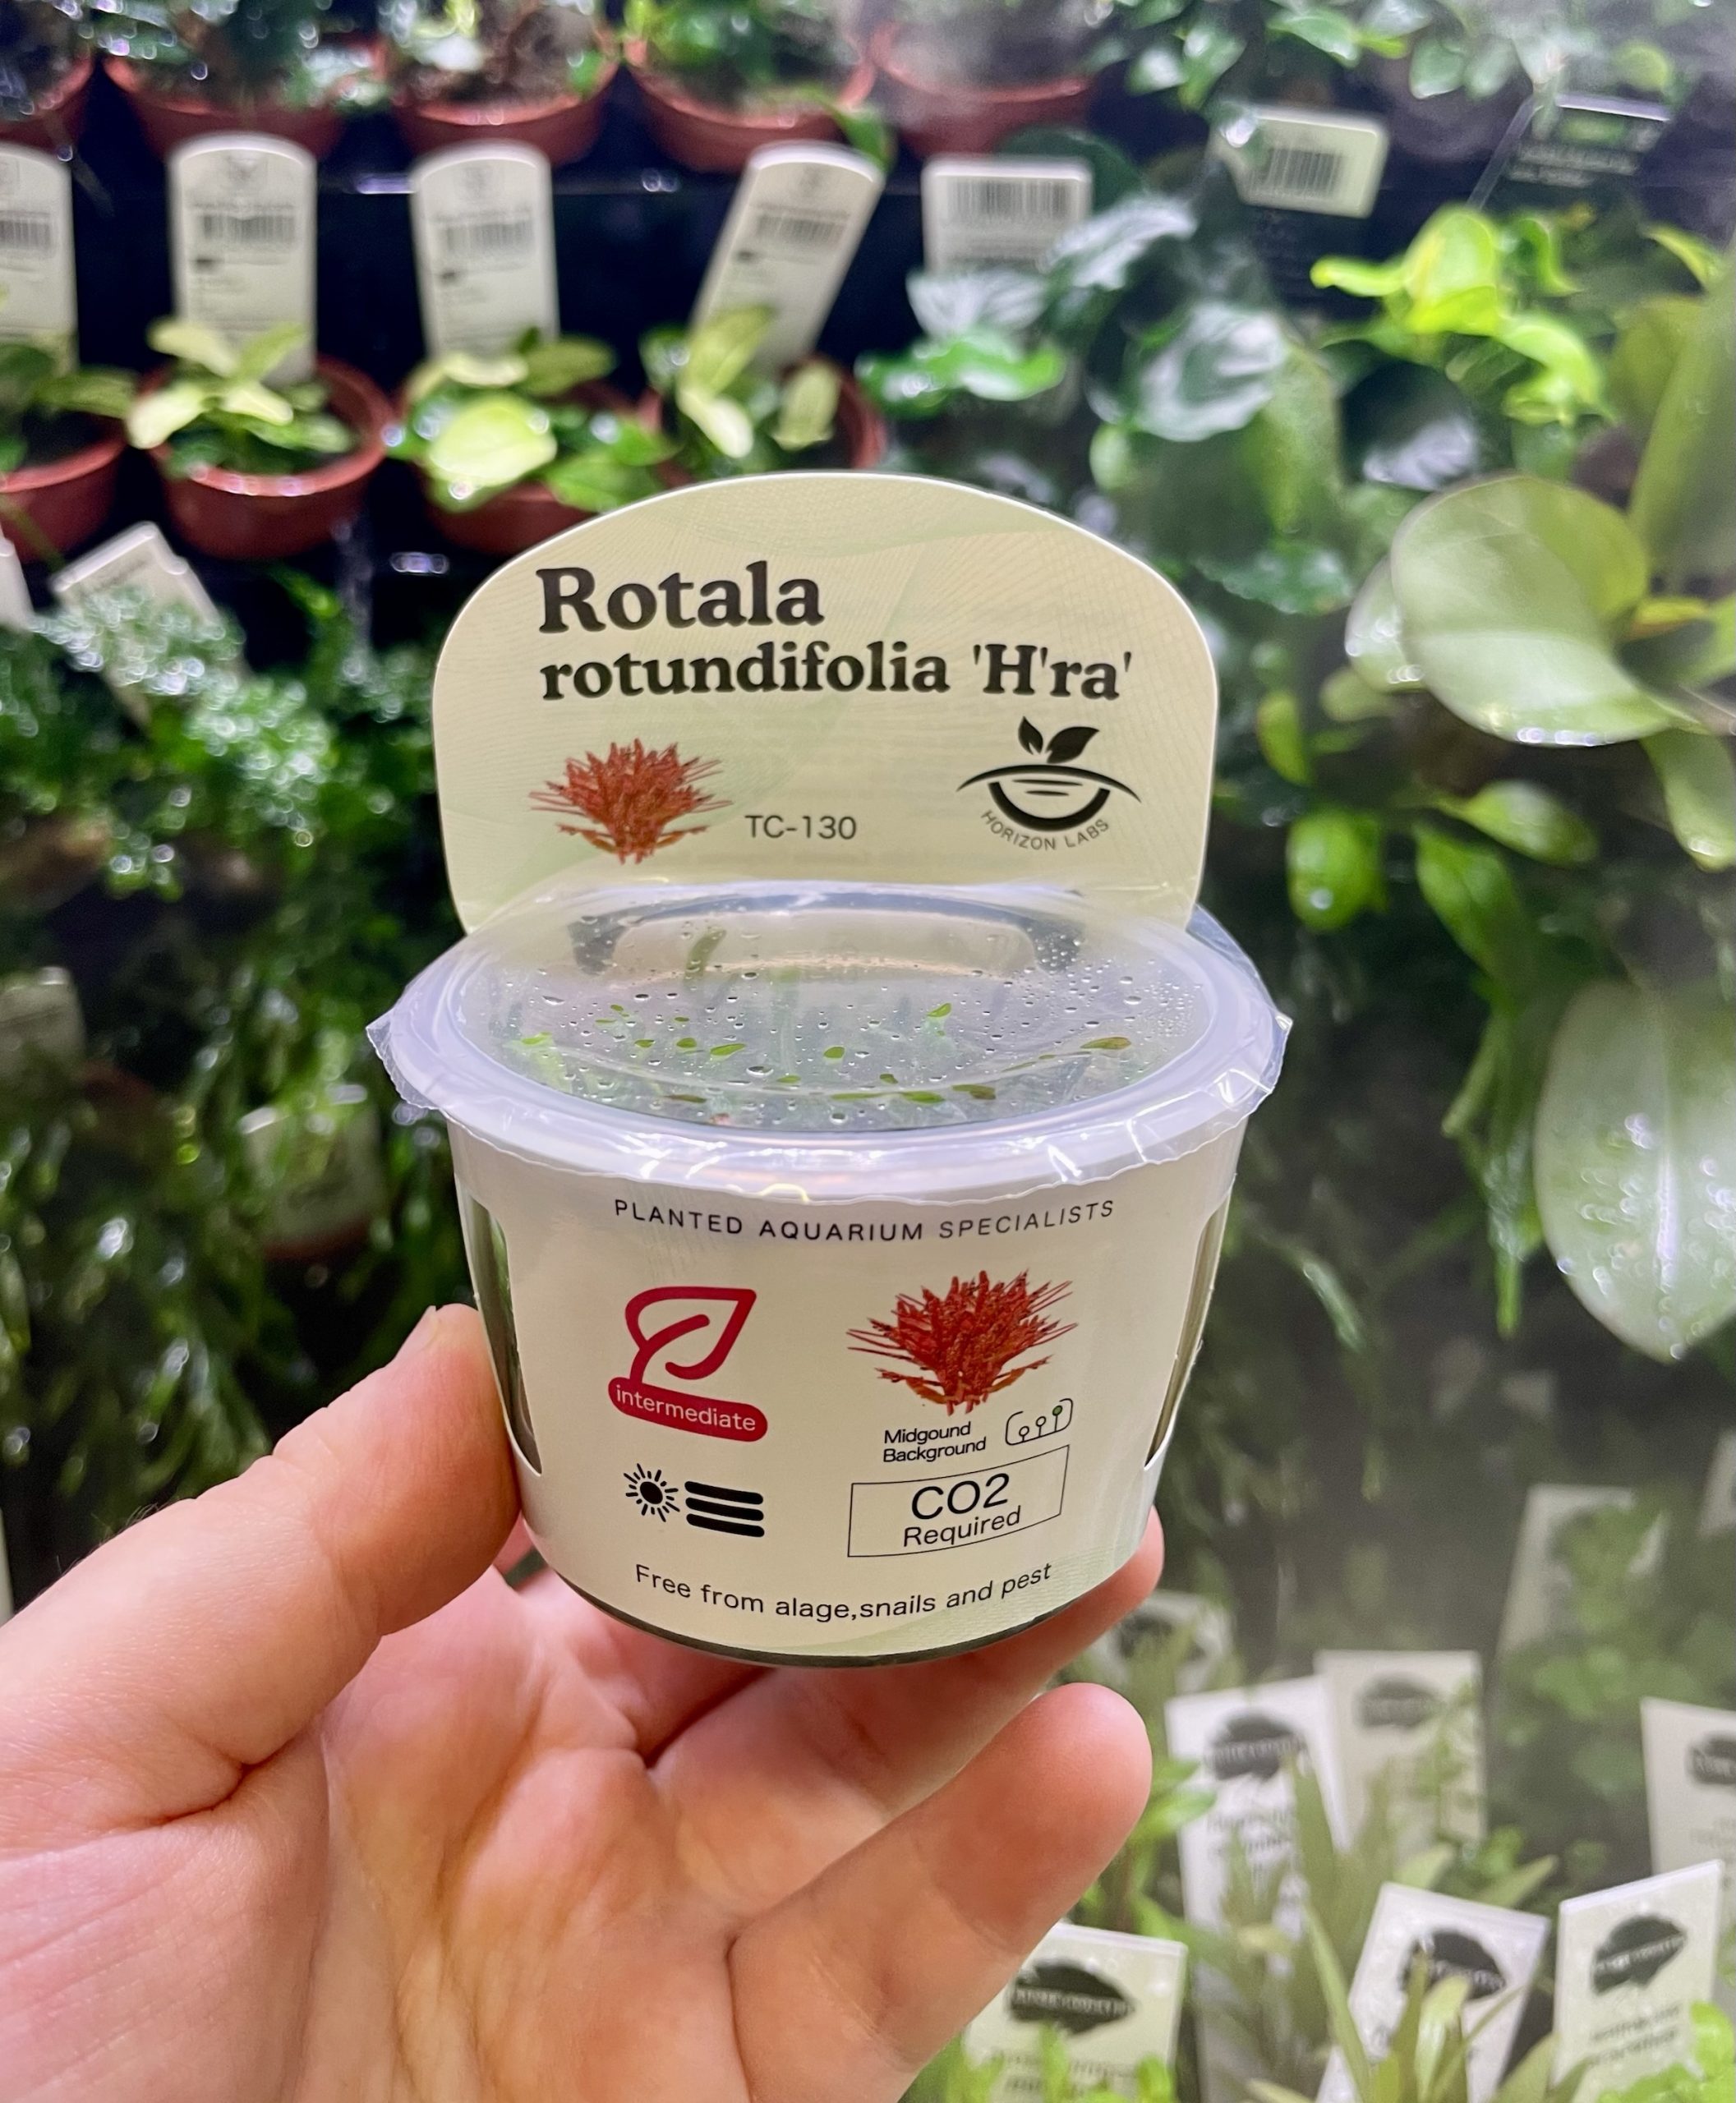 Rotala
rotundifolia 'H'ra'
TC-130
HORIZON LABS
PLANTED AQUARIUM SPECIALISTS
intermediate
Midgound
Background
CO2
Required
Free from alage,snails and pest